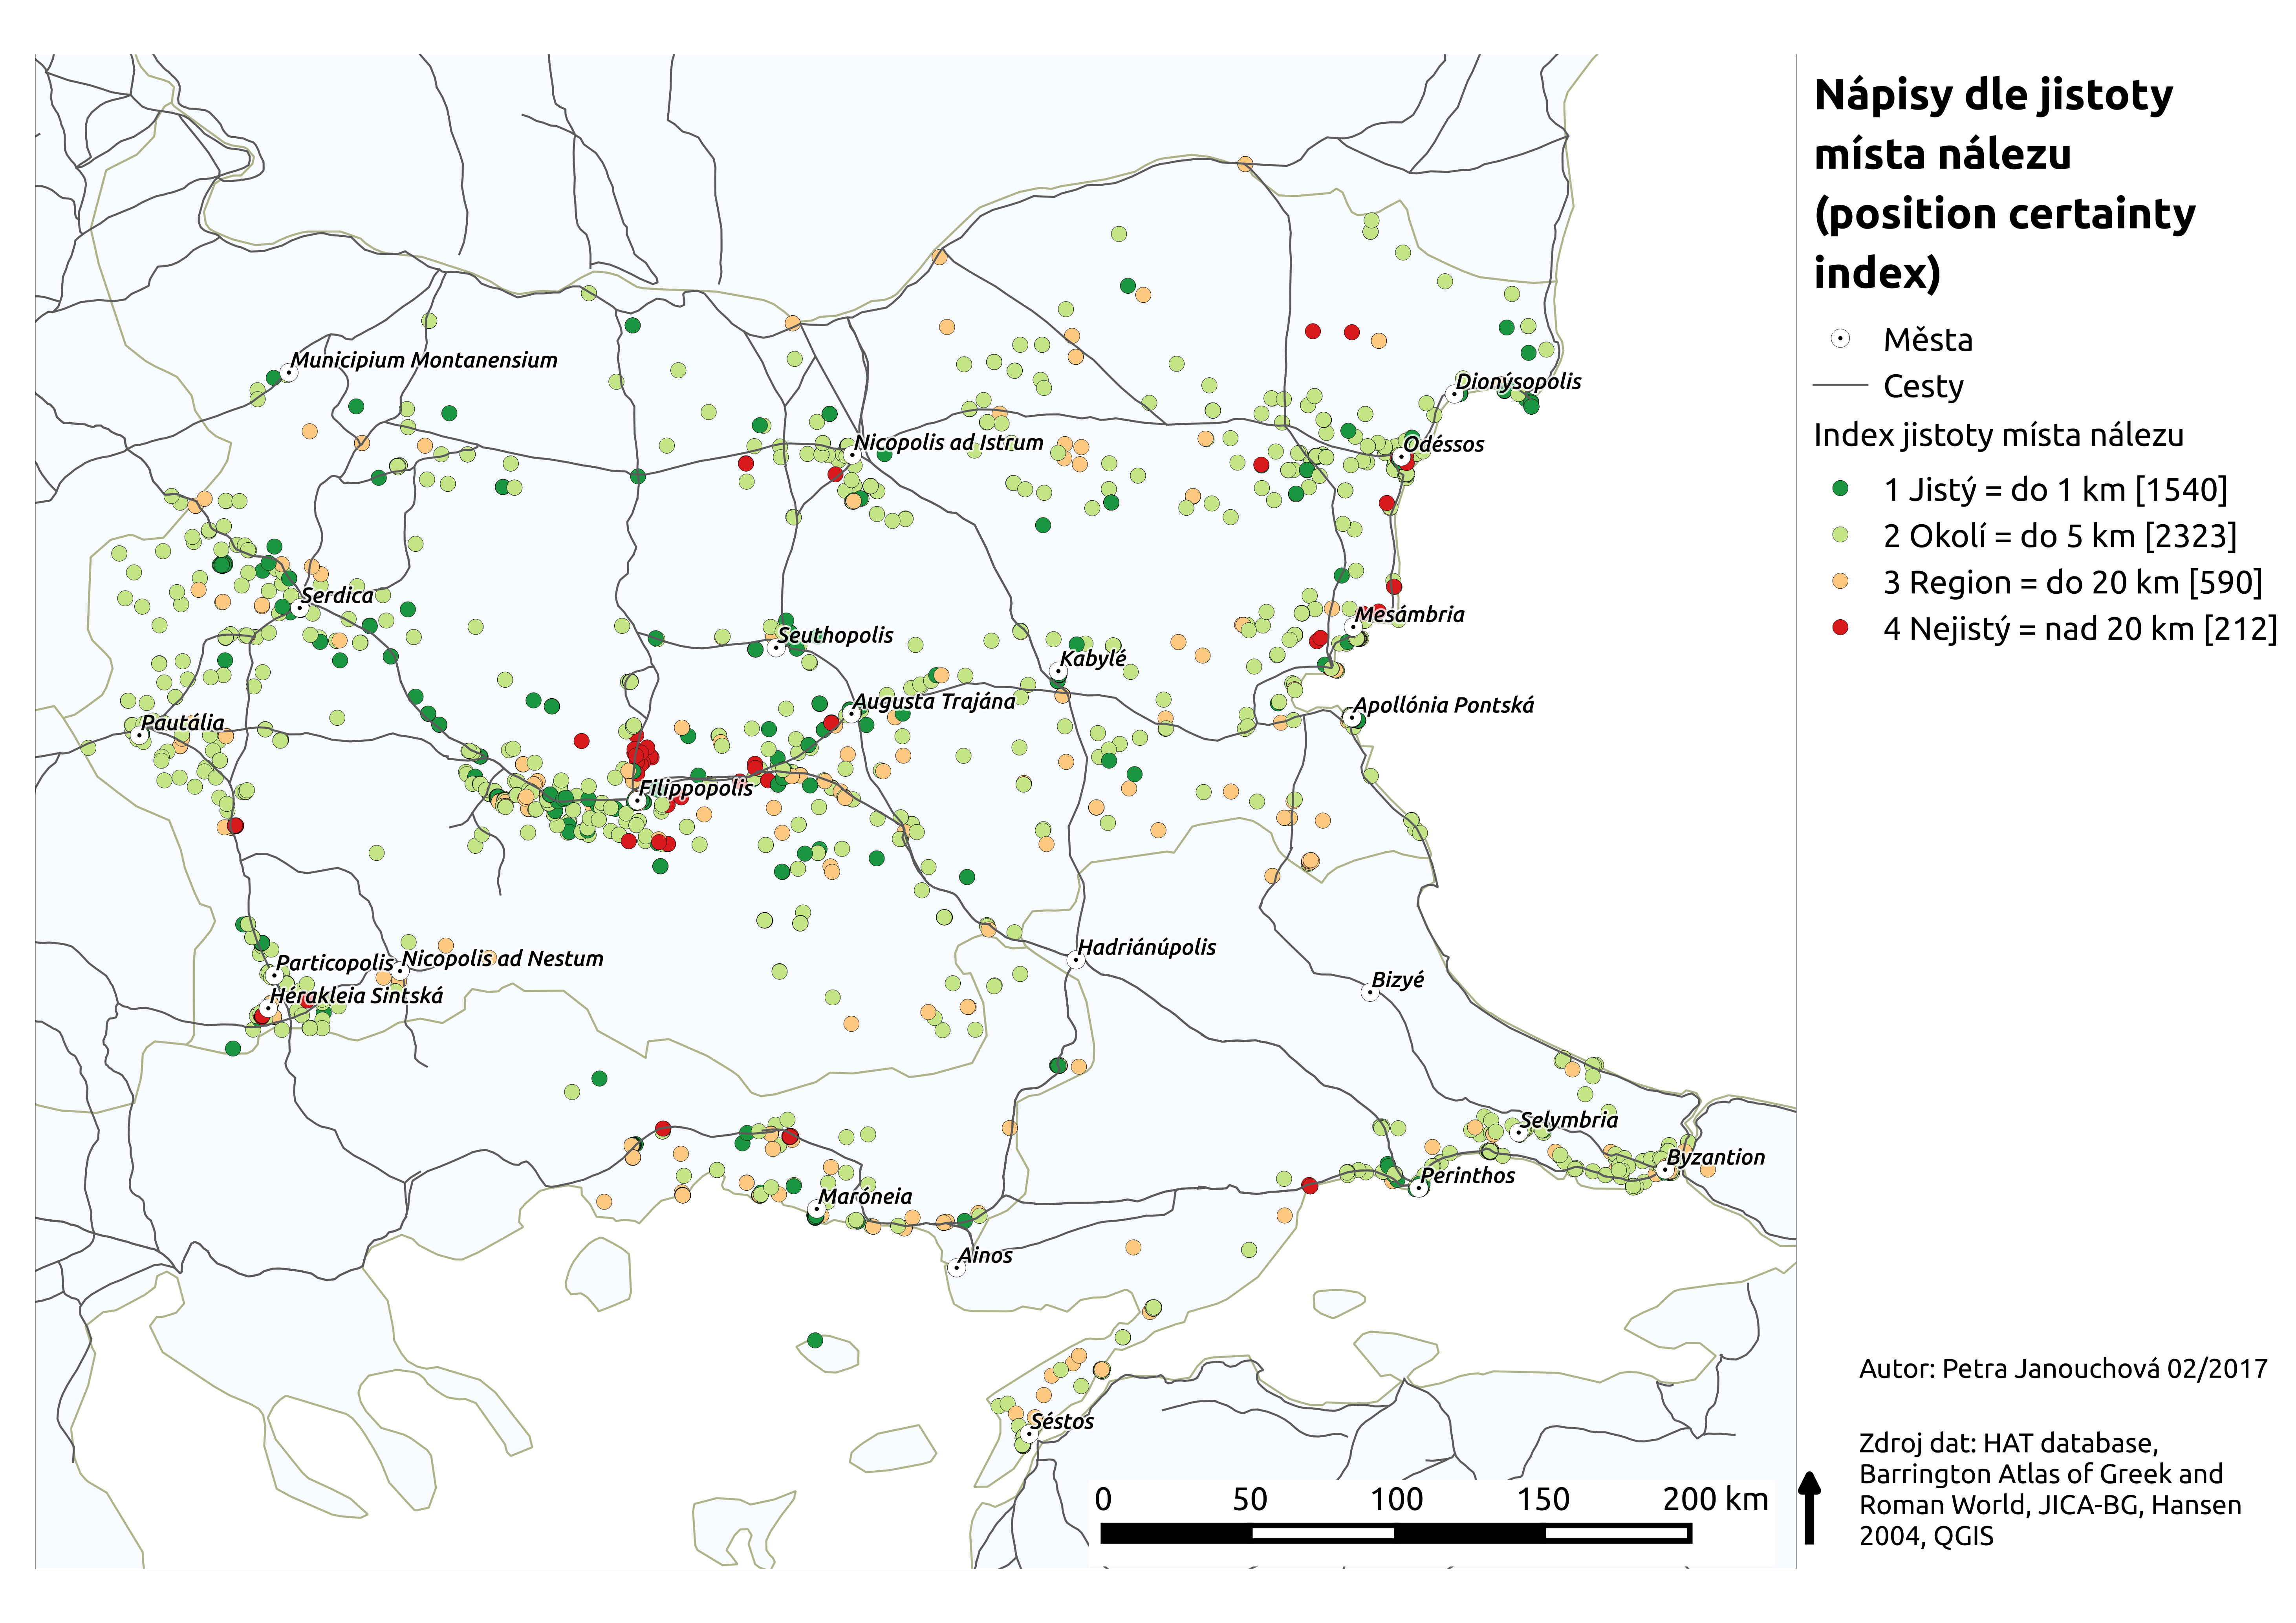 Nápisy dle jistoty
místa nálezu
(position certainty
index)
Města
Cesty
Index jistoty místa nálezu
1 Jistý = do 1 km [1540]
2 Okolí = do 5 km [2323]
3 Region = do 20 km [590]
4 Nejistý = nad 20 km [212]
Municipium Montanensium
Dionýsopolis
Nicopolis ad Istrum
Odéssos
Serdica
Mesámbria
Seuthopolis
Kabylé
Augusta Trajána
Apollónia Pontská
Pautália
Filippopolis
Hadriánúpolis
Particopolis
Nicopolis ad Nestum
Bizyé
Hérakleia Sintská
Selymbria
Byzantion
Perinthos
Maróneia
Ainos
Séstos
0 50 100 150 200 km
Autor: Petra Janouchová 02/2017
Zdroj dat: HAT database,
Barrington Atlas of Greek and
Roman World, JICA-BG, Hansen
2004, QGIS